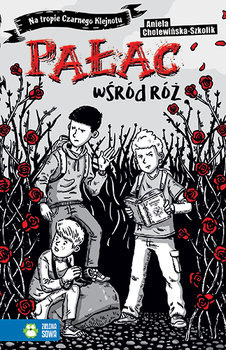 Na tropie Czarnego Klejnotu
Aniela
Cholewińska-Szkolik
PAŁAC
WŚRÓD RÓŻ
ZIELONA
SOWA